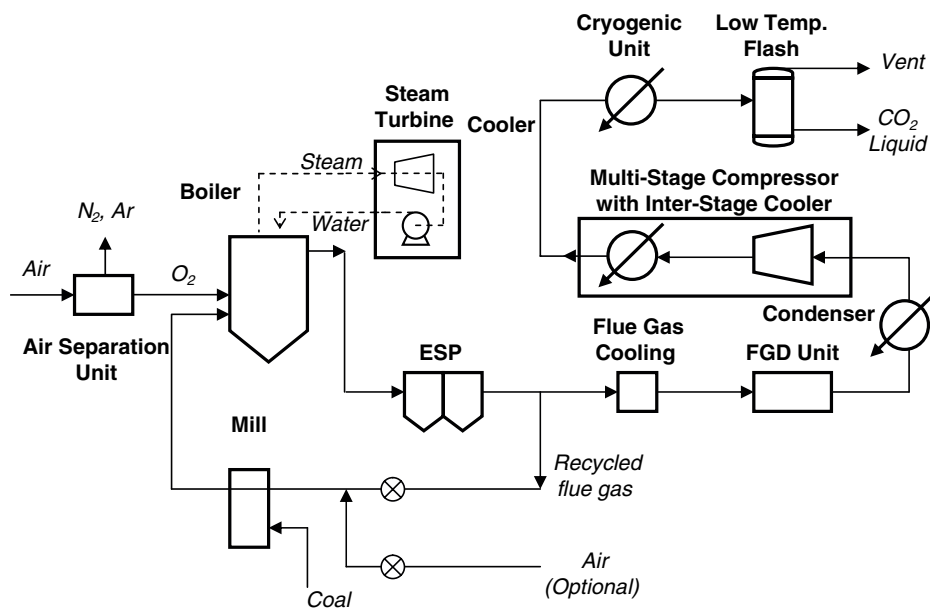 Cryogenic
Unit
Low Temp.
Flash
Vent
CO2
Liquid
Steam
Turbine
Cooler
Steam
Boiler
Water
Multi-Stage Compressor
with Inter-Stage Cooler
N2, Ar
Air
O2
Air Separation
Unit
Condenser
Flue Gas
Cooling
FGD Unit
ESP
Mill
Recycled
flue gas
Air
(Optional)
Coal